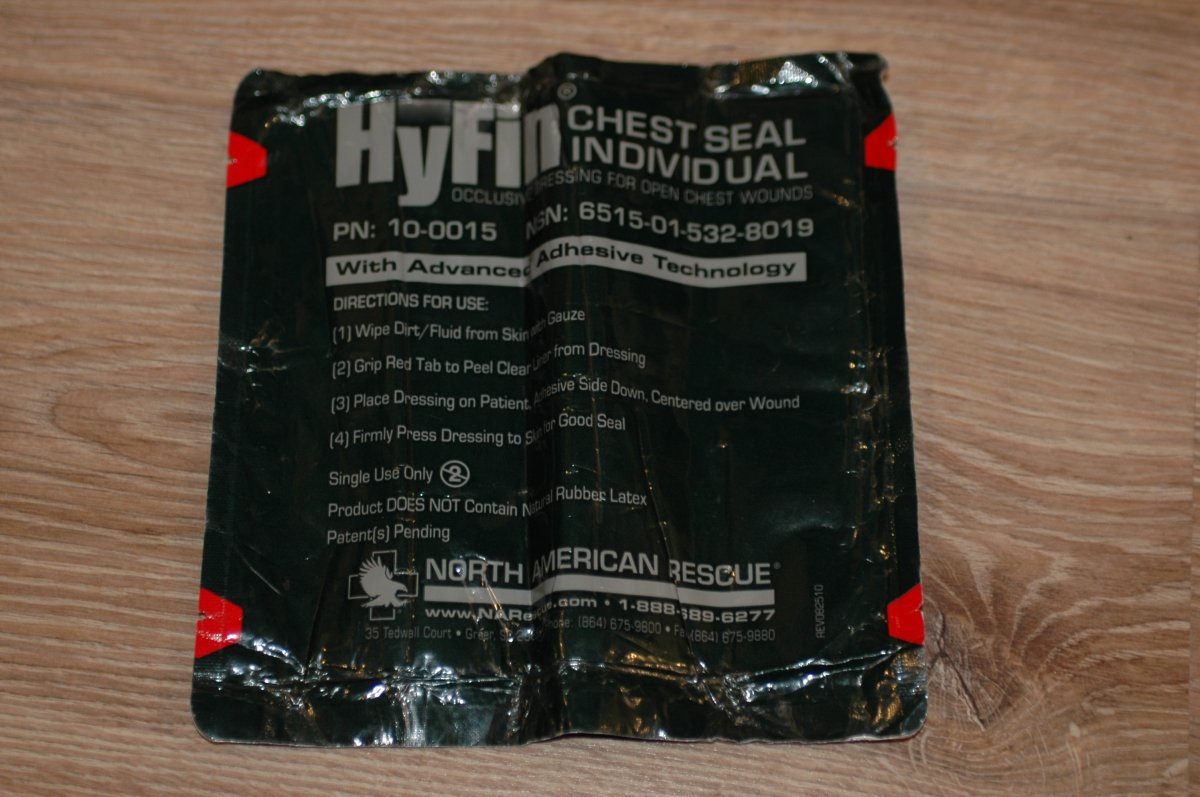 HyFin® CHEST SEAL
INDIVIDUAL
OCCLUSIVE DRESSING FOR OPEN CHEST WOUNDS
PN: 10-0015 NSN: 6515-01-532-8019
With Advanced Adhesive Technology
DIRECTIONS FOR USE:
(1) Wipe Dirt/Fluid from Skin with Gauze
(2) Grip Red Tab to Peel Clear Liner from Dressing
(3) Place Dressing on Patient, Adhesive Side Down, Centered over Wound
(4) Firmly Press Dressing to Skin for Good Seal
Single Use Only 2
Product DOES NOT Contain Natural Rubber Latex
Patent(s) Pending
NORTH AMERICAN RESCUE®
www.NARescue.com • 1-888-689-6277
35 Tedwall Court • Greer, Phone: (864) 675-9800 • Fax (864) 675-9880
REV082510